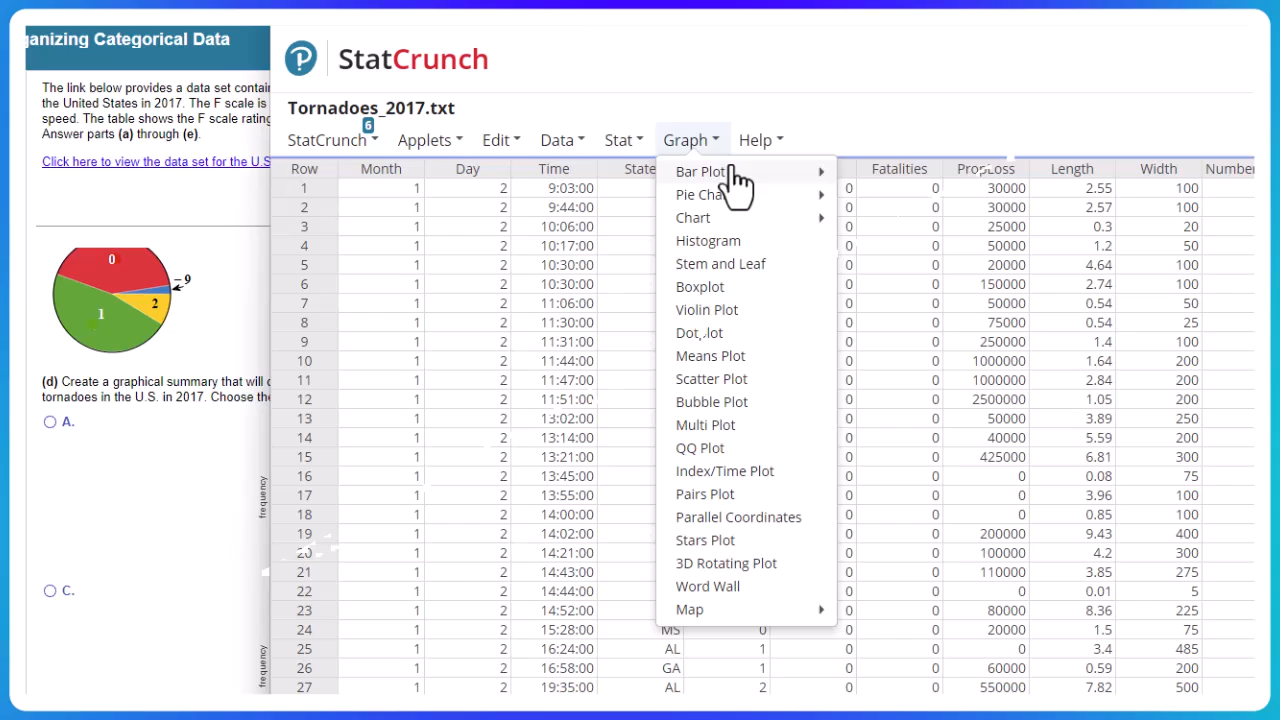 ganizing Categorical Data
The link below provides a data set contai
the United States in 2017. The F scale is
speed. The table shows the F scale rating
Answer parts (a) through (e).
Click here to view the data set for the U.S
0
– 9
2
1
(d) Create a graphical summary that will
tornadoes in the U.S. in 2017. Choose the
A.
frequency
C.
frequency
P
StatCrunch
Tornadoes_2017.txt
6
StatCrunch Applets Edit Data Stat Graph Help
Row Month Day Time State Fatalities PropLoss Length Width Number
1 1 2 9:03:00 0 0 30000 2.55 100
2 1 2 9:44:00 0 0 30000 2.57 100
3 1 2 10:06:00 0 0 25000 0.3 20
4 1 2 10:17:00 0 0 50000 1.2 50
5 1 2 10:30:00 0 0 20000 4.64 100
6 1 2 10:30:00 0 0 150000 2.74 100
7 1 2 11:06:00 0 0 50000 0.54 50
8 1 2 11:30:00 0 0 75000 0.54 25
9 1 2 11:31:00 0 0 250000 1.4 100
10 1 2 11:44:00 0 0 1000000 1.64 200
11 1 2 11:47:00 0 0 1000000 2.84 200
12 1 2 11:51:00 0 0 2500000 1.05 200
13 1 2 13:02:00 0 0 50000 3.89 250
14 1 2 13:14:00 0 0 40000 5.59 200
15 1 2 13:21:00 0 0 425000 6.81 300
16 1 2 13:45:00 0 0 0 0.08 75
17 1 2 13:55:00 0 0 0 3.96 100
18 1 2 14:00:00 0 0 0 0.85 100
19 1 2 14:02:00 0 0 200000 9.43 400
20 1 2 14:21:00 0 0 100000 4.2 300
21 1 2 14:43:00 0 0 110000 3.85 275
22 1 2 14:44:00 0 0 0 0.01 5
23 1 2 14:52:00 0 0 80000 8.36 225
24 1 2 15:28:00 MS 0 0 0 20000 1.5 75
25 1 2 16:24:00 AL 1 0 0 0 3.4 485
26 1 2 16:58:00 GA 1 0 0 60000 0.59 200
27 1 2 19:35:00 AL 2 0 0 550000 7.82 500
Bar Plot
Pie Cha
Chart
Histogram
Stem and Leaf
Boxplot
Violin Plot
Dotplot
Means Plot
Scatter Plot
Bubble Plot
Multi Plot
QQ Plot
Index/Time Plot
Pairs Plot
Parallel Coordinates
Stars Plot
3D Rotating Plot
Word Wall
Map